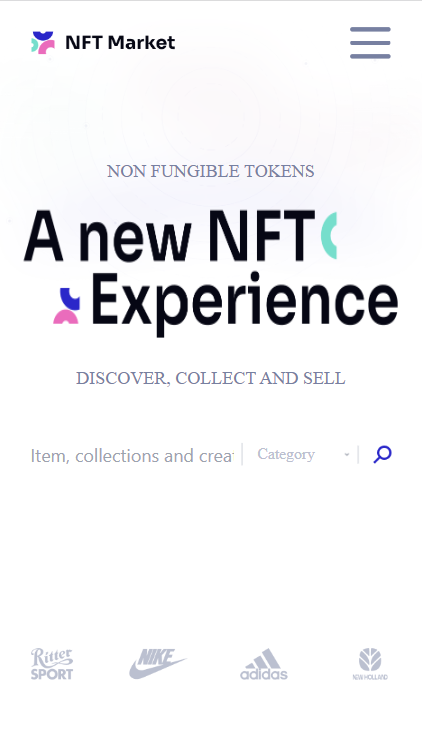 NFT Market
NON FUNGIBLE TOKENS
A new NFT
Experience
DISCOVER, COLLECT AND SELL
Item, collections and crea
Category
Ritter SPORT
NIKE
adidas
NEW HOLLAND